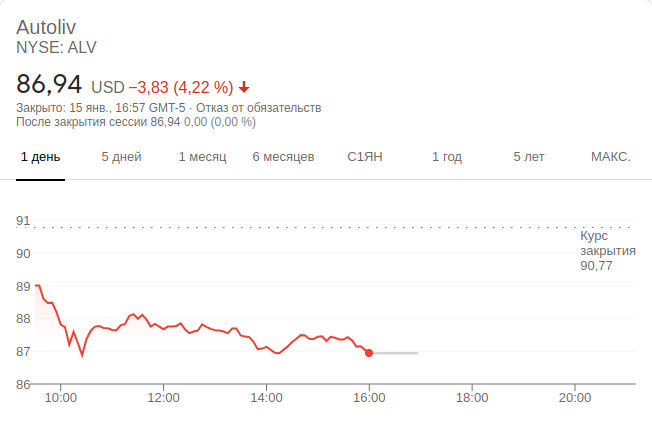 Autoliv
NYSE: ALV
86,94 USD −3,83 (4,22 %)
Закрыто: 15 янв., 16:57 GMT-5 · Отказ от обязательств
После закрытия сессии 86,94 0,00 (0,00 %)
1 день 5 дней 1 месяц 6 месяцев С1ЯН 1 год 5 лет МАКС.
91
Курс
закрытия
90,77
90
89
88
87
86
10:00 12:00 14:00 16:00 18:00 20:00